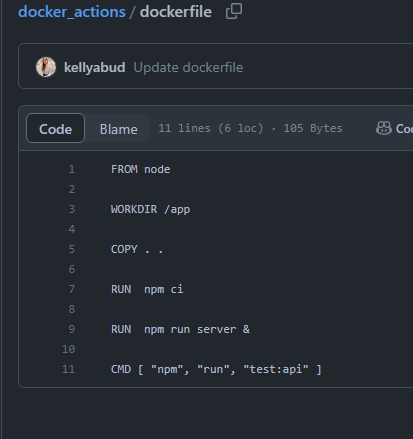 docker_actions / dockerfile
kellyabud Update dockerfile
Code Blame 11 lines (6 loc) · 105 Bytes
1 FROM node
2
3 WORKDIR /app
4
5 COPY . .
6
7 RUN  npm ci
8
9 RUN  npm run server &
10
11 CMD [ "npm", "run", "test:api" ]